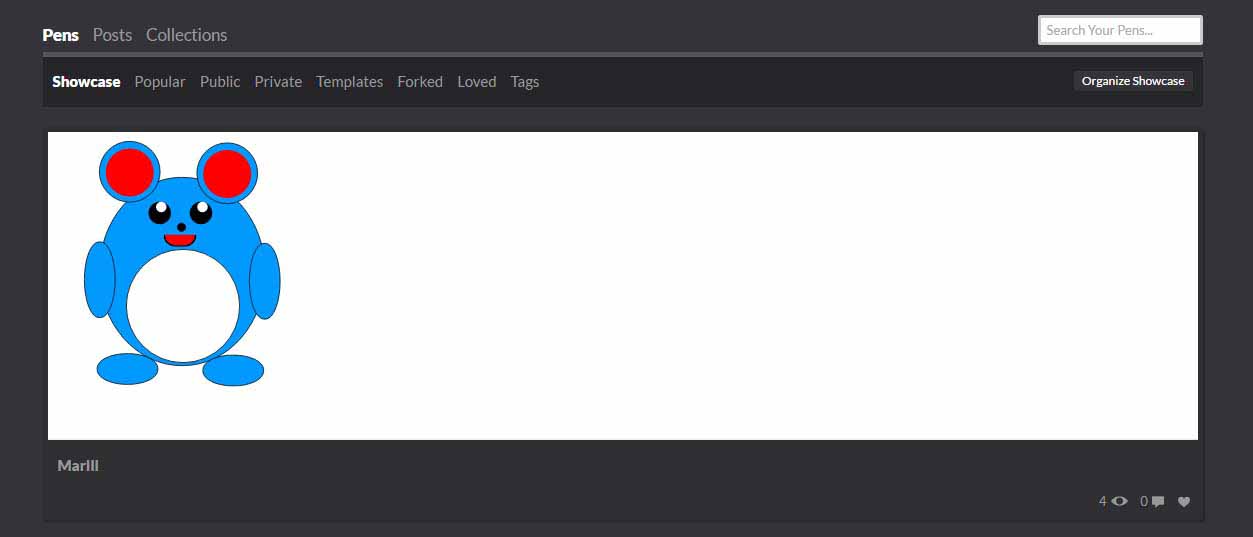 Pens Posts Collections Search Your Pens...
Showcase Popular Public Private Templates Forked Loved Tags Organize Showcase
Marill
4 0